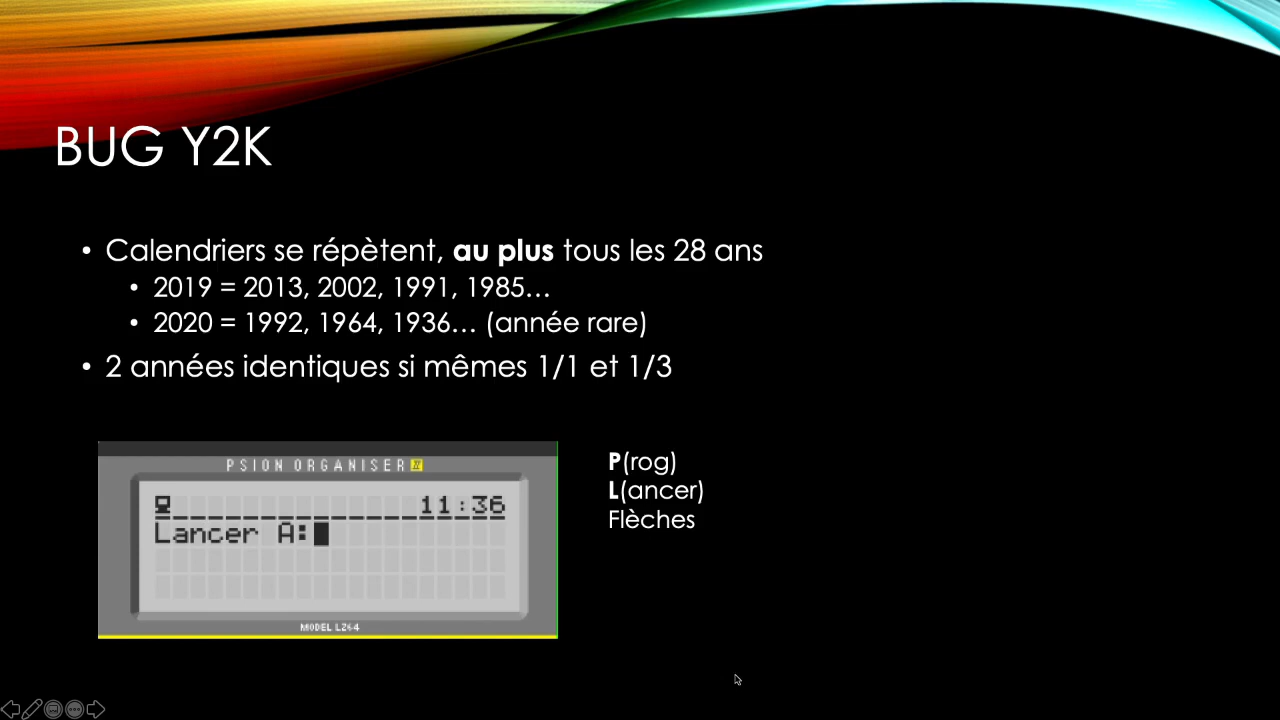 BUG Y2K
• Calendriers se répètent, au plus tous les 28 ans
• 2019 = 2013, 2002, 1991, 1985…
• 2020 = 1992, 1964, 1936… (année rare)
• 2 années identiques si mêmes 1/1 et 1/3
PSION ORGANISER II
11:36
Lancer A:
MODEL LZ64
P(rog)
L(ancer)
Flèches